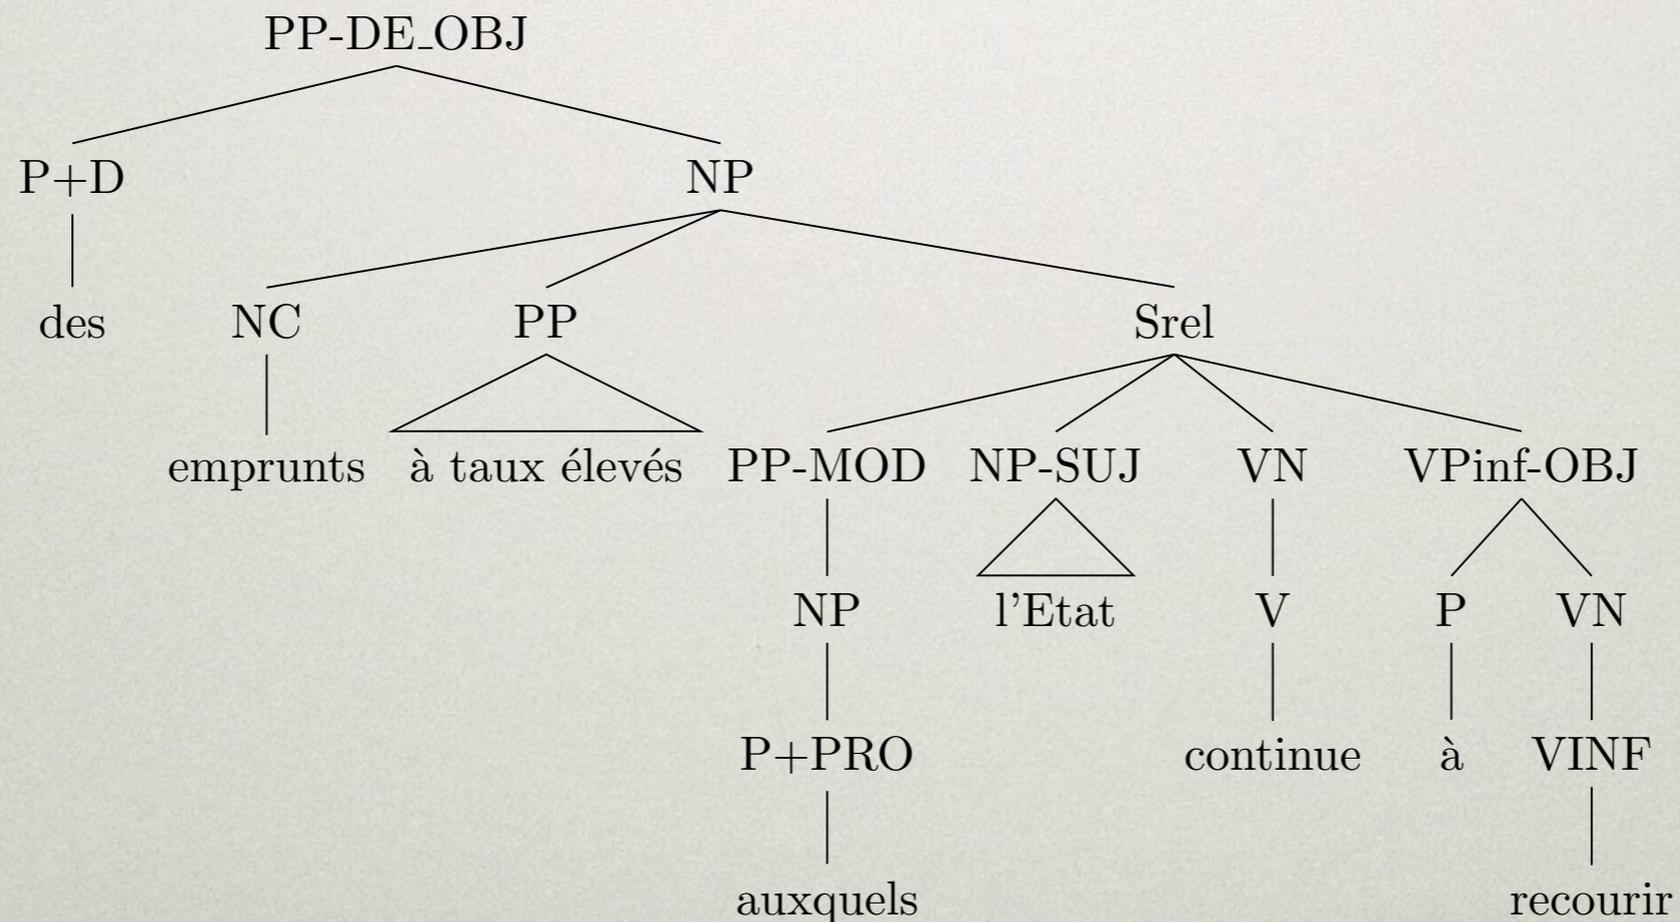 PP-DE_OBJ
P+D NP
des NC PP Srel
emprunts à taux élevés PP-MOD NP-SUJ VN VPinf-OBJ
NP l'Etat V P VN
P+PRO continue à VINF
auxquels recourir